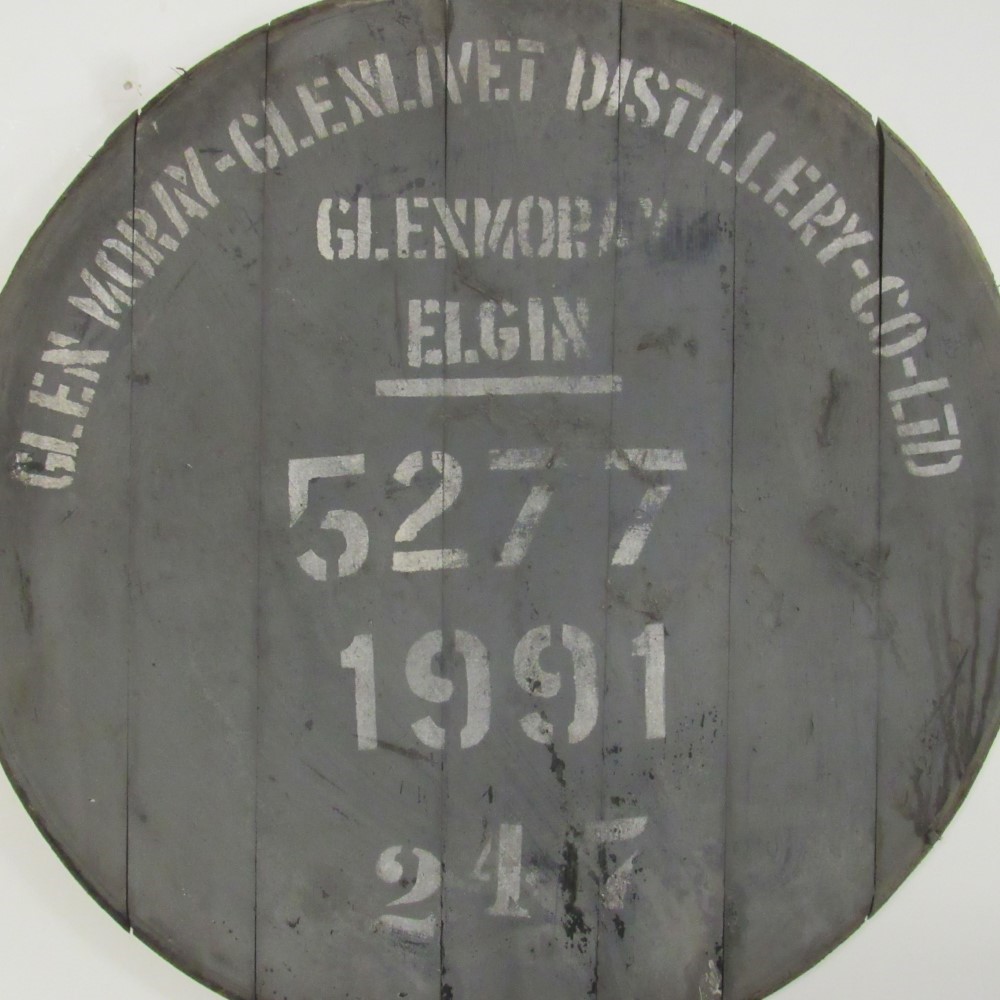 GLEN MORAY-GLENLIVET DISTILLERY-CO-LTD
GLENMORAY
ELGIN
5277
1991
247